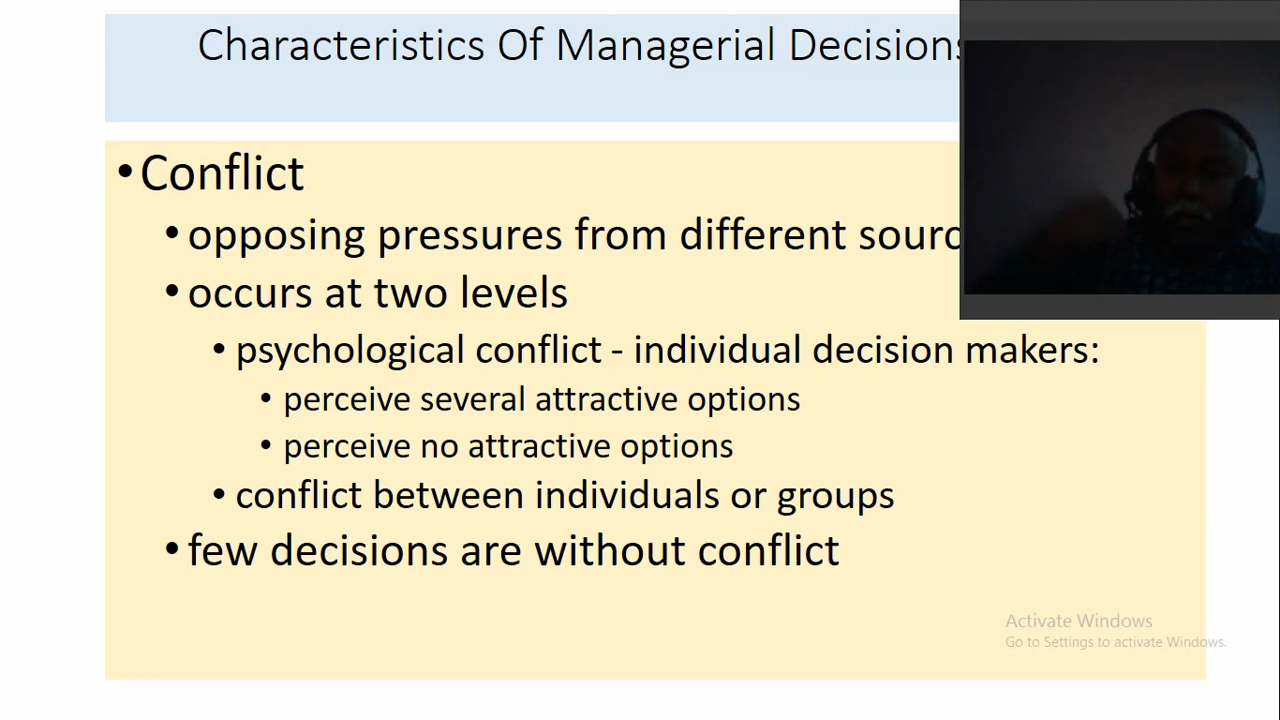 Characteristics Of Managerial Decisions
• Conflict
• opposing pressures from different
• occurs at two levels
• psychological conflict - individual decision makers:
• perceive several attractive options
• perceive no attractive options
• conflict between individuals or groups
• few decisions are without conflict
Activate Windows
Go to Settings to activate Windows.